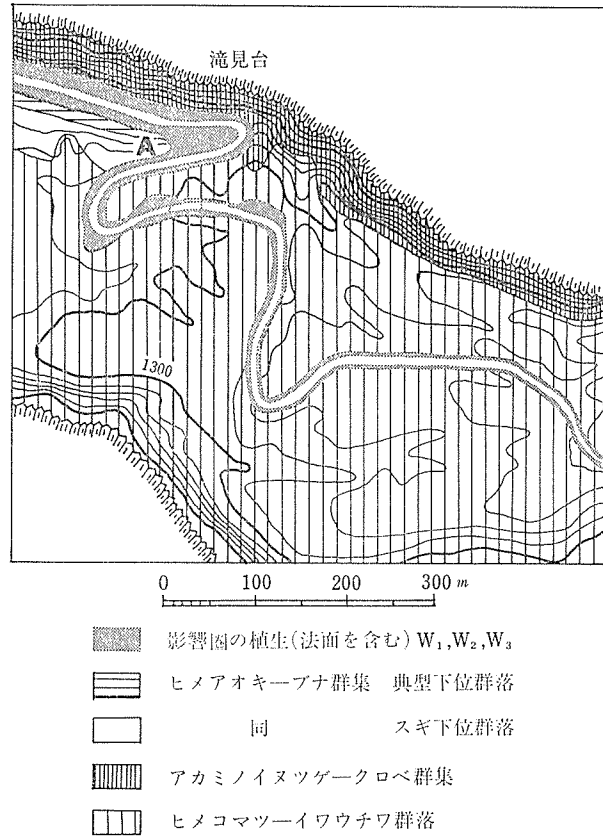 滝見台
A
1300
0 100 200 300 m
影響圏の植生(法面を含む) W₁,W₂,W₃
ヒメアオキーブナ群集 典型下位群落
同 スギ下位群落
アカミノイヌツゲークロベ群集
ヒメコマツーイワウチワ群落